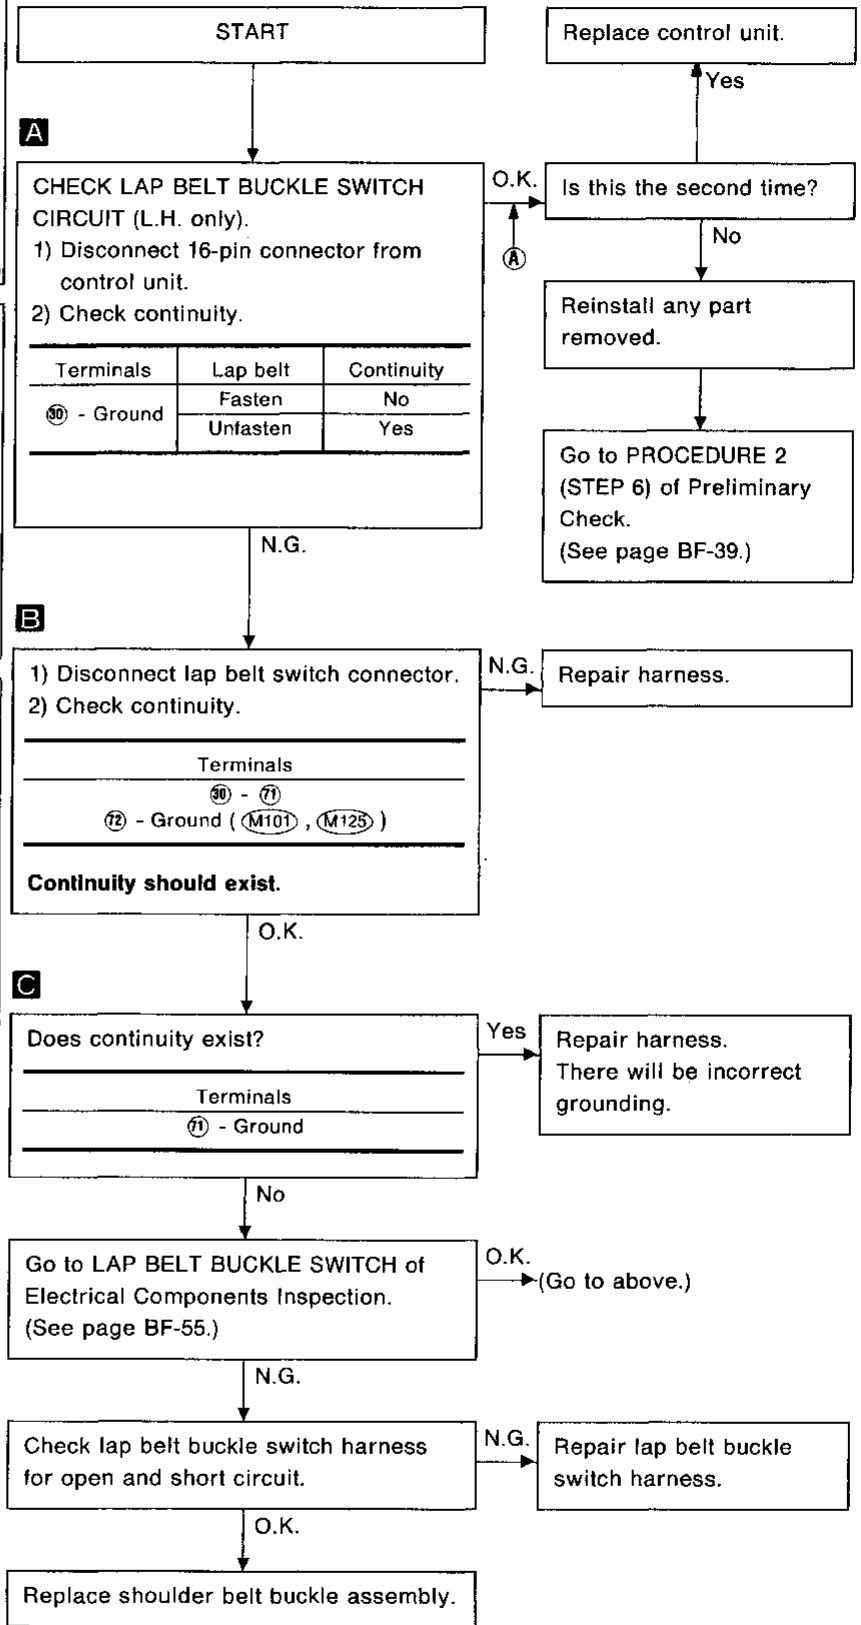 START
Replace control unit.
Yes
A
CHECK LAP BELT BUCKLE SWITCH
CIRCUIT (L.H. only).
1) Disconnect 16-pin connector from
control unit.
2) Check continuity.
Terminals Lap belt Continuity
30 - Ground Fasten No
Unfasten Yes
O.K.
A
Is this the second time?
No
Reinstall any part
removed.
Go to PROCEDURE 2
(STEP 6) of Preliminary
Check.
(See page BF-39.)
N.G.
B
1) Disconnect lap belt switch connector.
2) Check continuity.
Terminals
30 - 71
72 - Ground ( M101 , M125 )
Continuity should exist.
N.G.
Repair harness.
O.K.
C
Does continuity exist?
Terminals
71 - Ground
Yes
Repair harness.
There will be incorrect
grounding.
No
Go to LAP BELT BUCKLE SWITCH of
Electrical Components Inspection.
(See page BF-55.)
O.K.
(Go to above.)
N.G.
Check lap belt buckle switch harness
for open and short circuit.
N.G.
Repair lap belt buckle
switch harness.
O.K.
Replace shoulder belt buckle assembly.